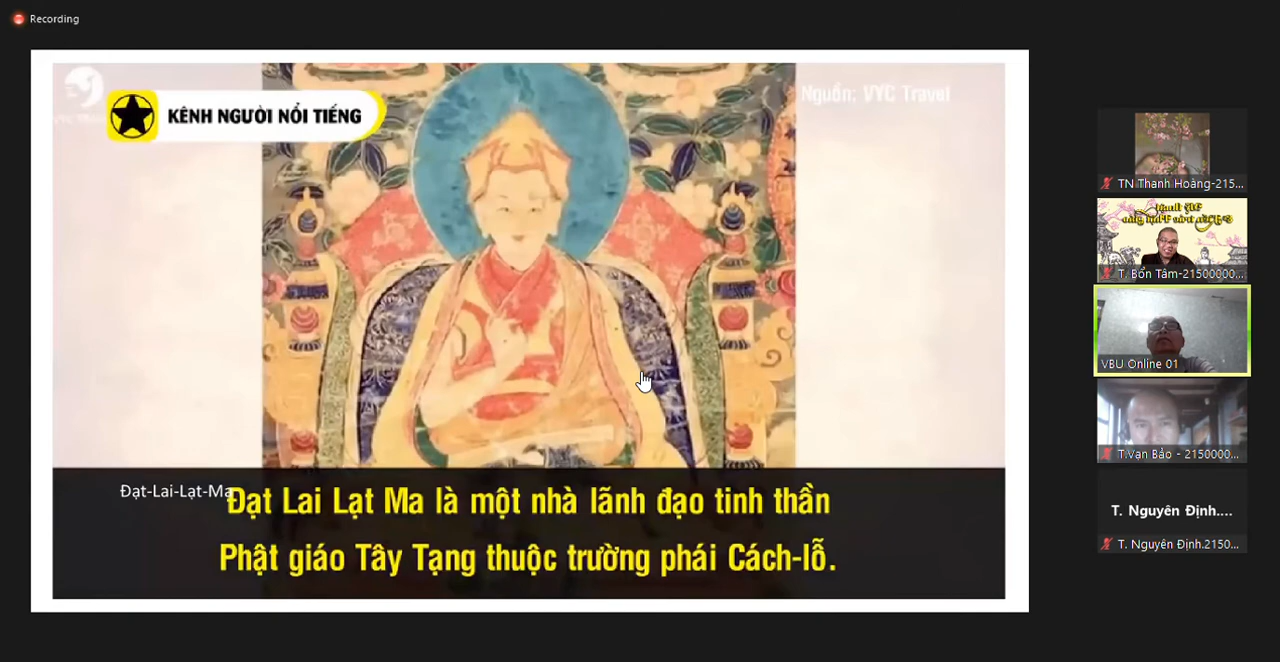 Recording
KÊNH NGƯỜI NỔI TIẾNG
Nguồn: VYC Travel
Đạt-Lai-Lạt-Ma
Đạt Lai Lạt Ma là một nhà lãnh đạo tinh thần
Phật giáo Tây Tạng thuộc trường phái Cách-lỗ.
TN Thanh Hoàng-215...
T. Bổn Tâm-21500000...
VBU Online 01
T.Vạn Bảo - 2150000...
T. Nguyên Định....
T. Nguyên Định.2150...